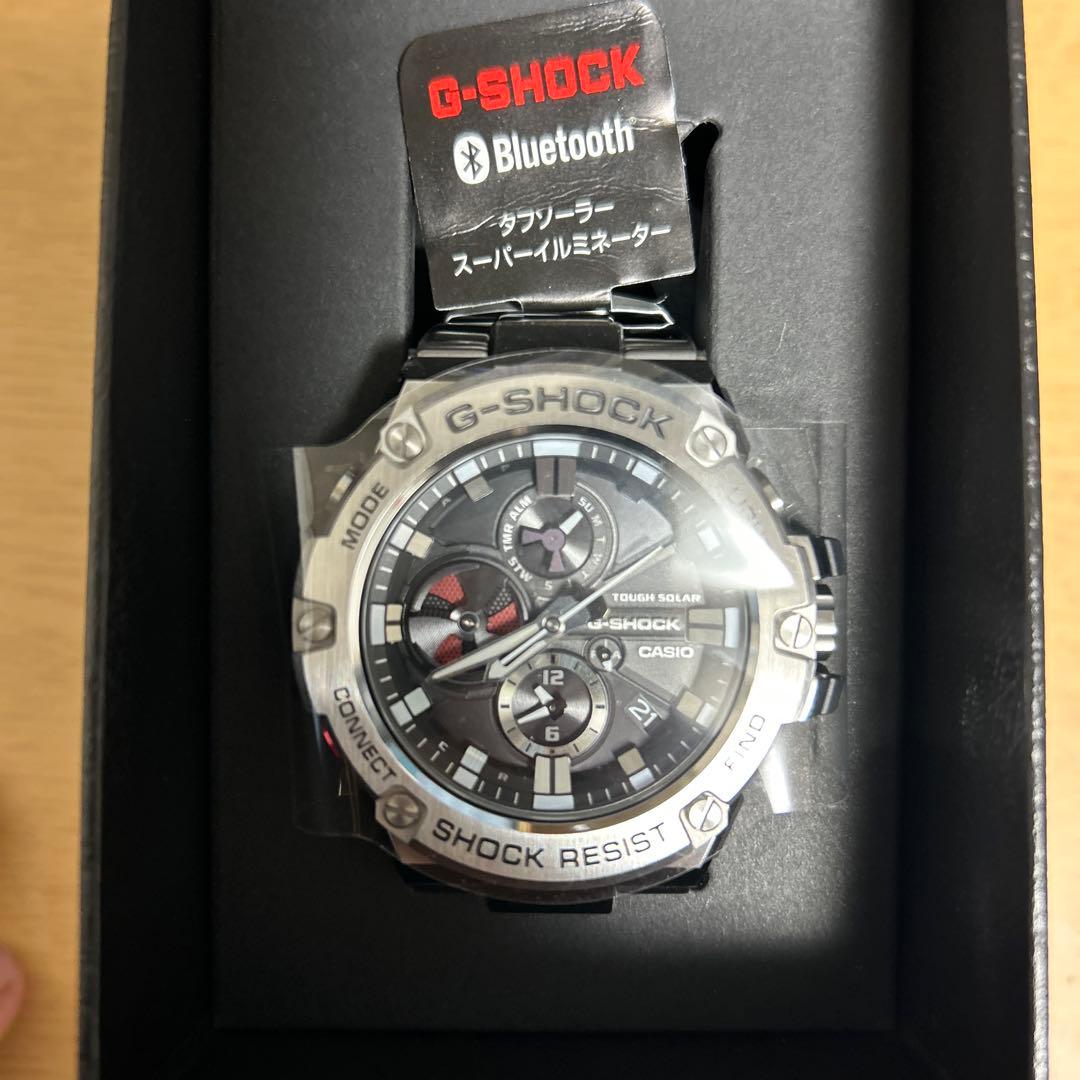 G-SHOCK
Bluetooth
タフソーラー
スーパーイルミネーター
G-SHOCK
MODE
TMR ALM
STW
SU M T W
TOUGH SOLAR
G-SHOCK
CASIO
12
6
21
CONNECT
FIND
SHOCK RESIST